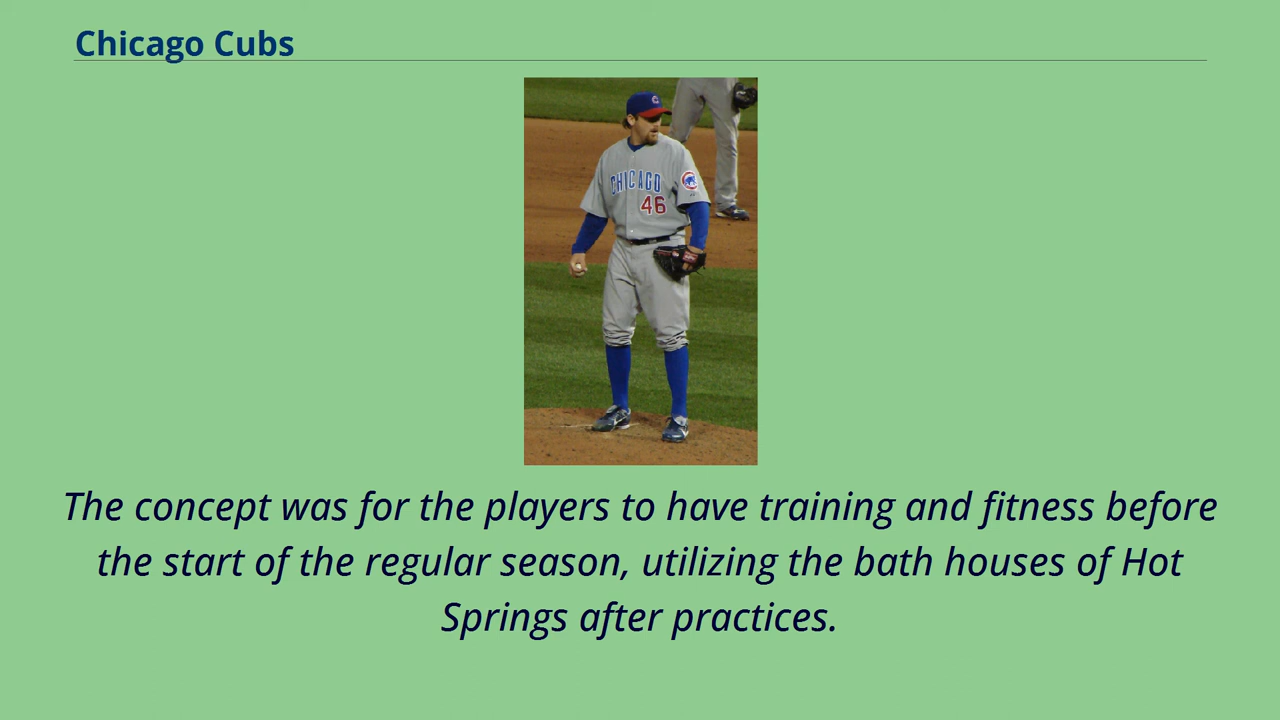 Chicago Cubs
CHICAGO
46
The concept was for the players to have training and fitness before
the start of the regular season, utilizing the bath houses of Hot
Springs after practices.